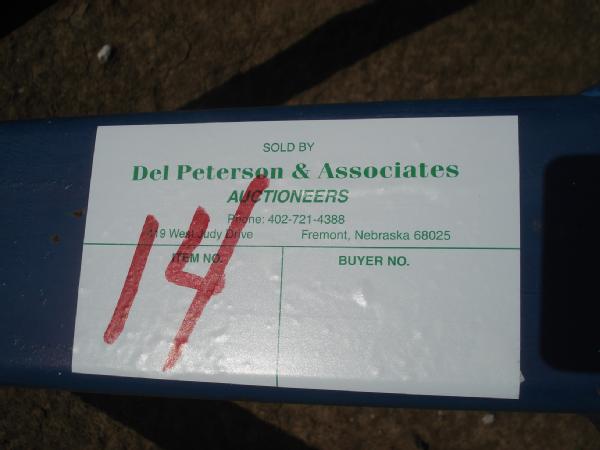 SOLD BY
Del Peterson & Associates
AUCTIONEERS
Phone: 402-721-4388
West Judy Drive Fremont, Nebraska 68025
ITEM NO. BUYER NO.
14